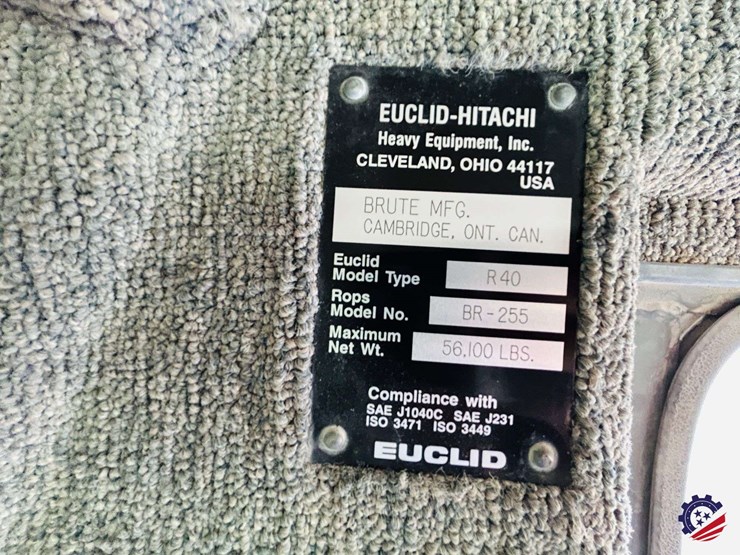 EUCLID-HITACHI
Heavy Equipment, Inc.
CLEVELAND, OHIO 44117
USA
BRUTE MFG.
CAMBRIDGE, ONT. CAN.
Euclid
Model Type R40
Rops
Model No. BR-255
Maximum
Net Wt. 56,100 LBS.
Compliance with
SAE J1040C SAE J231
ISO 3471 ISO 3449
EUCLID